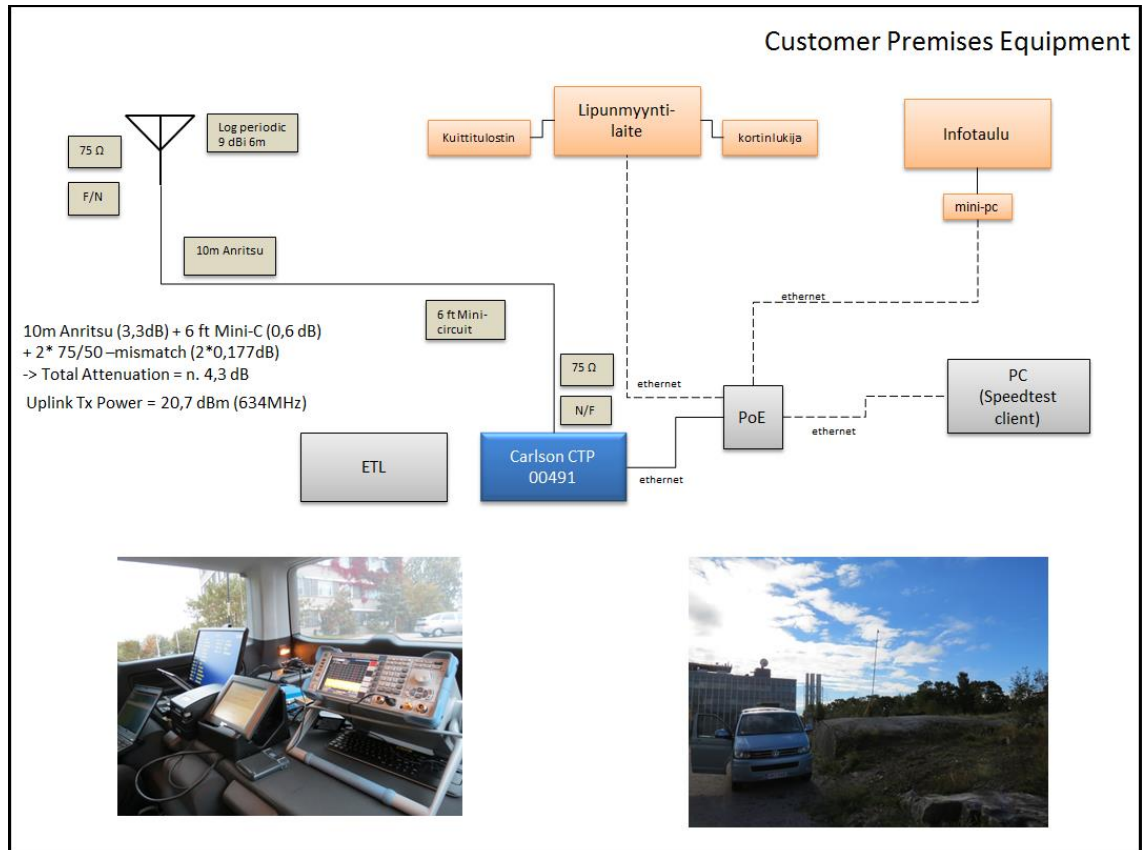 Customer Premises Equipment
Log periodic
9 dBi 6m
75 Ω
F/N
Lipunmyynti-
laite
Kuittitulostin
kortinlukija
Infotaulu
mini-pc
10m Anritsu
ethernet
6 ft Mini-
circuit
10m Anritsu (3,3dB) + 6 ft Mini-C (0,6 dB)
+ 2* 75/50 –mismatch (2*0,177dB)
-> Total Attenuation = n. 4,3 dB
Uplink Tx Power = 20,7 dBm (634MHz)
75 Ω
N/F
ethernet
PoE
ethernet
PC
(Speedtest
client)
ETL
Carlson CTP
00491
ethernet